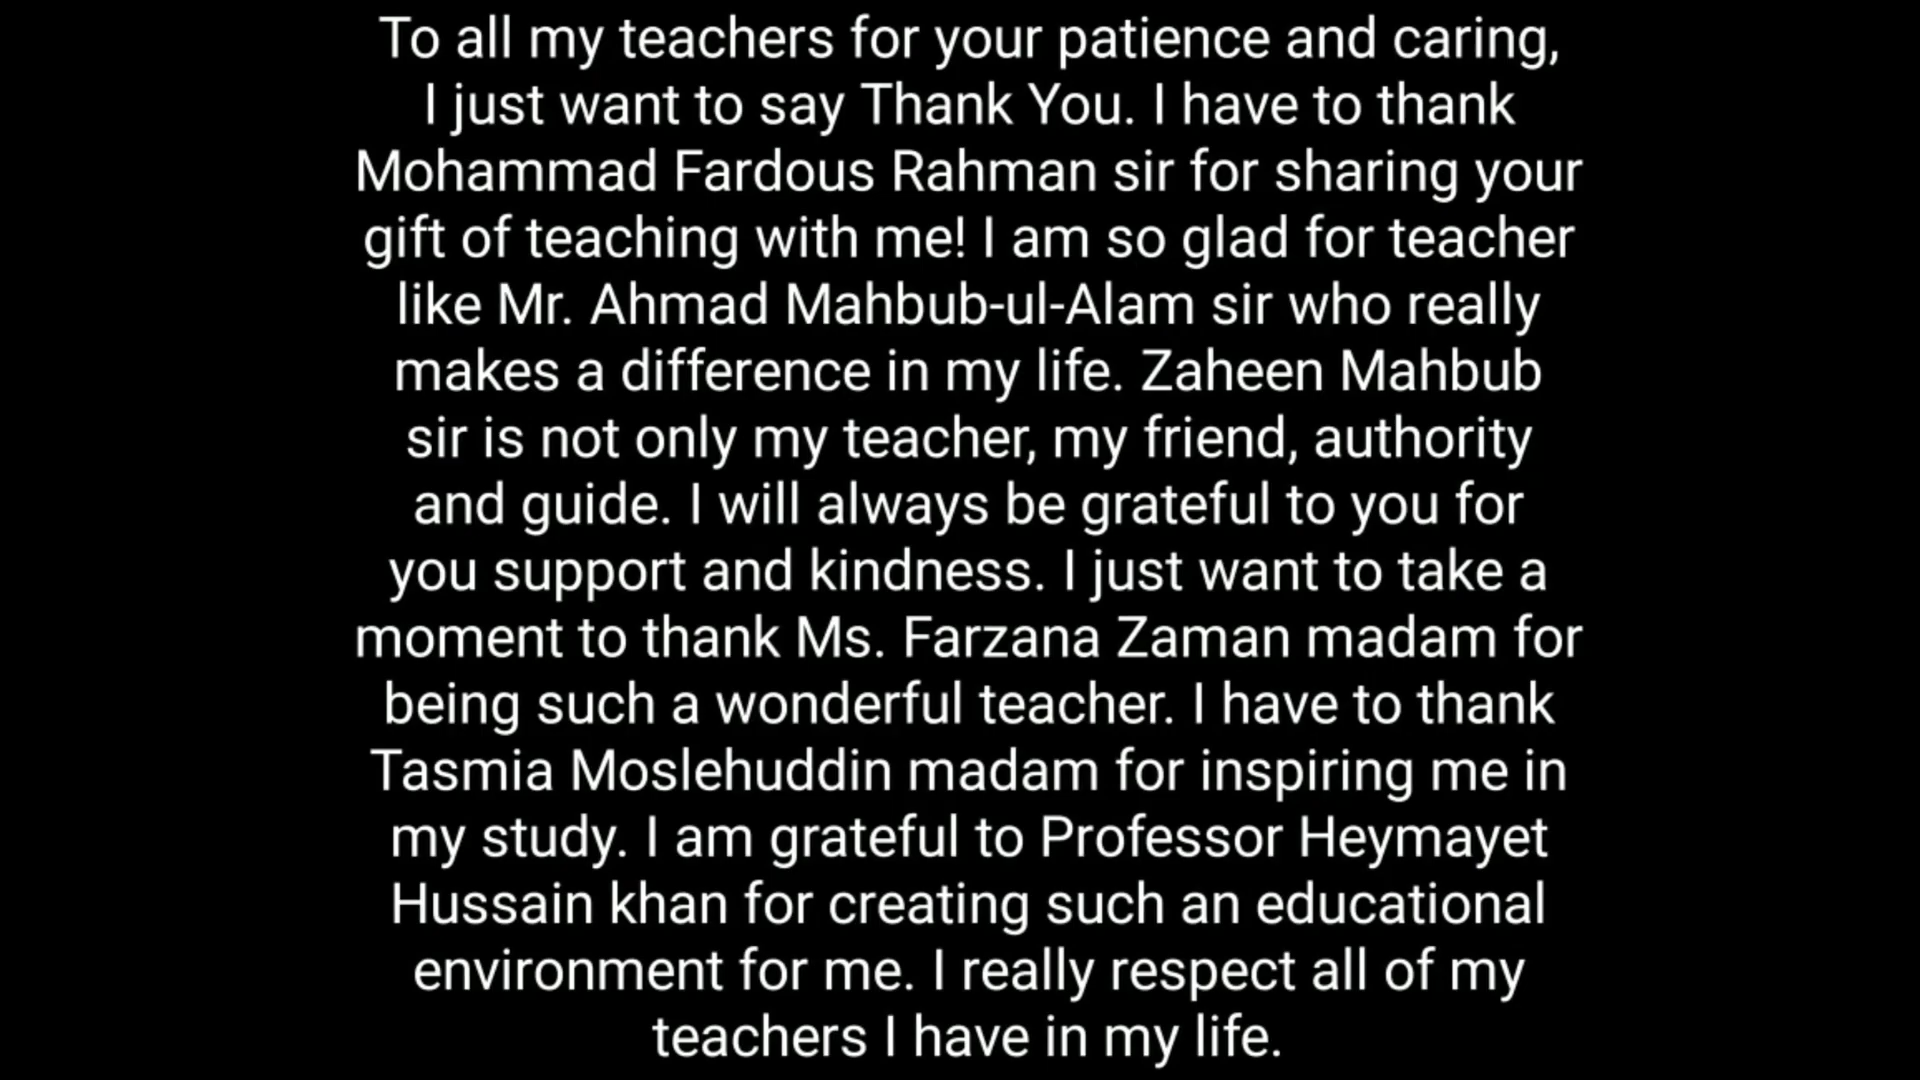 To all my teachers for your patience and caring,
I just want to say Thank You. I have to thank
Mohammad Fardous Rahman sir for sharing your
gift of teaching with me! I am so glad for teacher
like Mr. Ahmad Mahbub-ul-Alam sir who really
makes a difference in my life. Zaheen Mahbub
sir is not only my teacher, my friend, authority
and guide. I will always be grateful to you for
you support and kindness. I just want to take a
moment to thank Ms. Farzana Zaman madam for
being such a wonderful teacher. I have to thank
Tasmia Moslehuddin madam for inspiring me in
my study. I am grateful to Professor Heymayet
Hussain khan for creating such an educational
environment for me. I really respect all of my
teachers I have in my life.